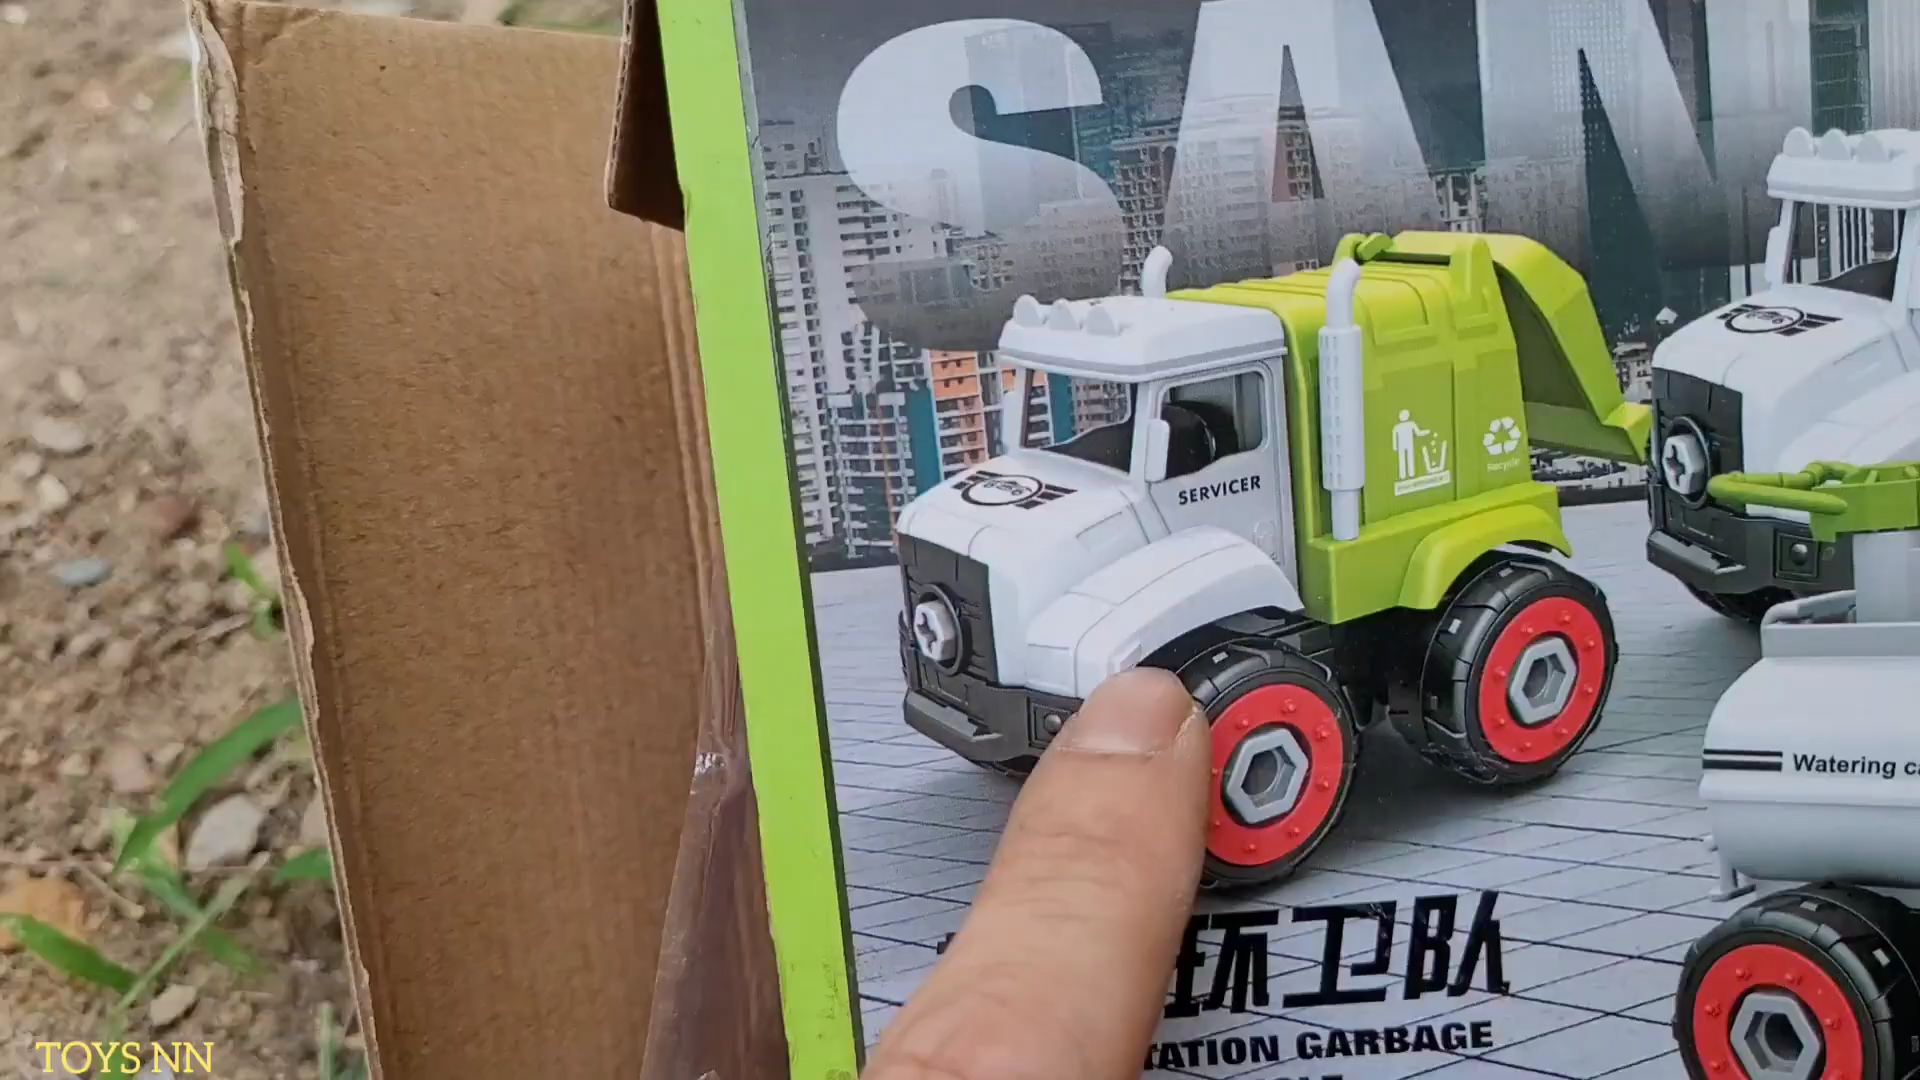 SAN
SERVICER
Recycle
Watering ca
环卫队
TATION GARBAGE
TOYS NN